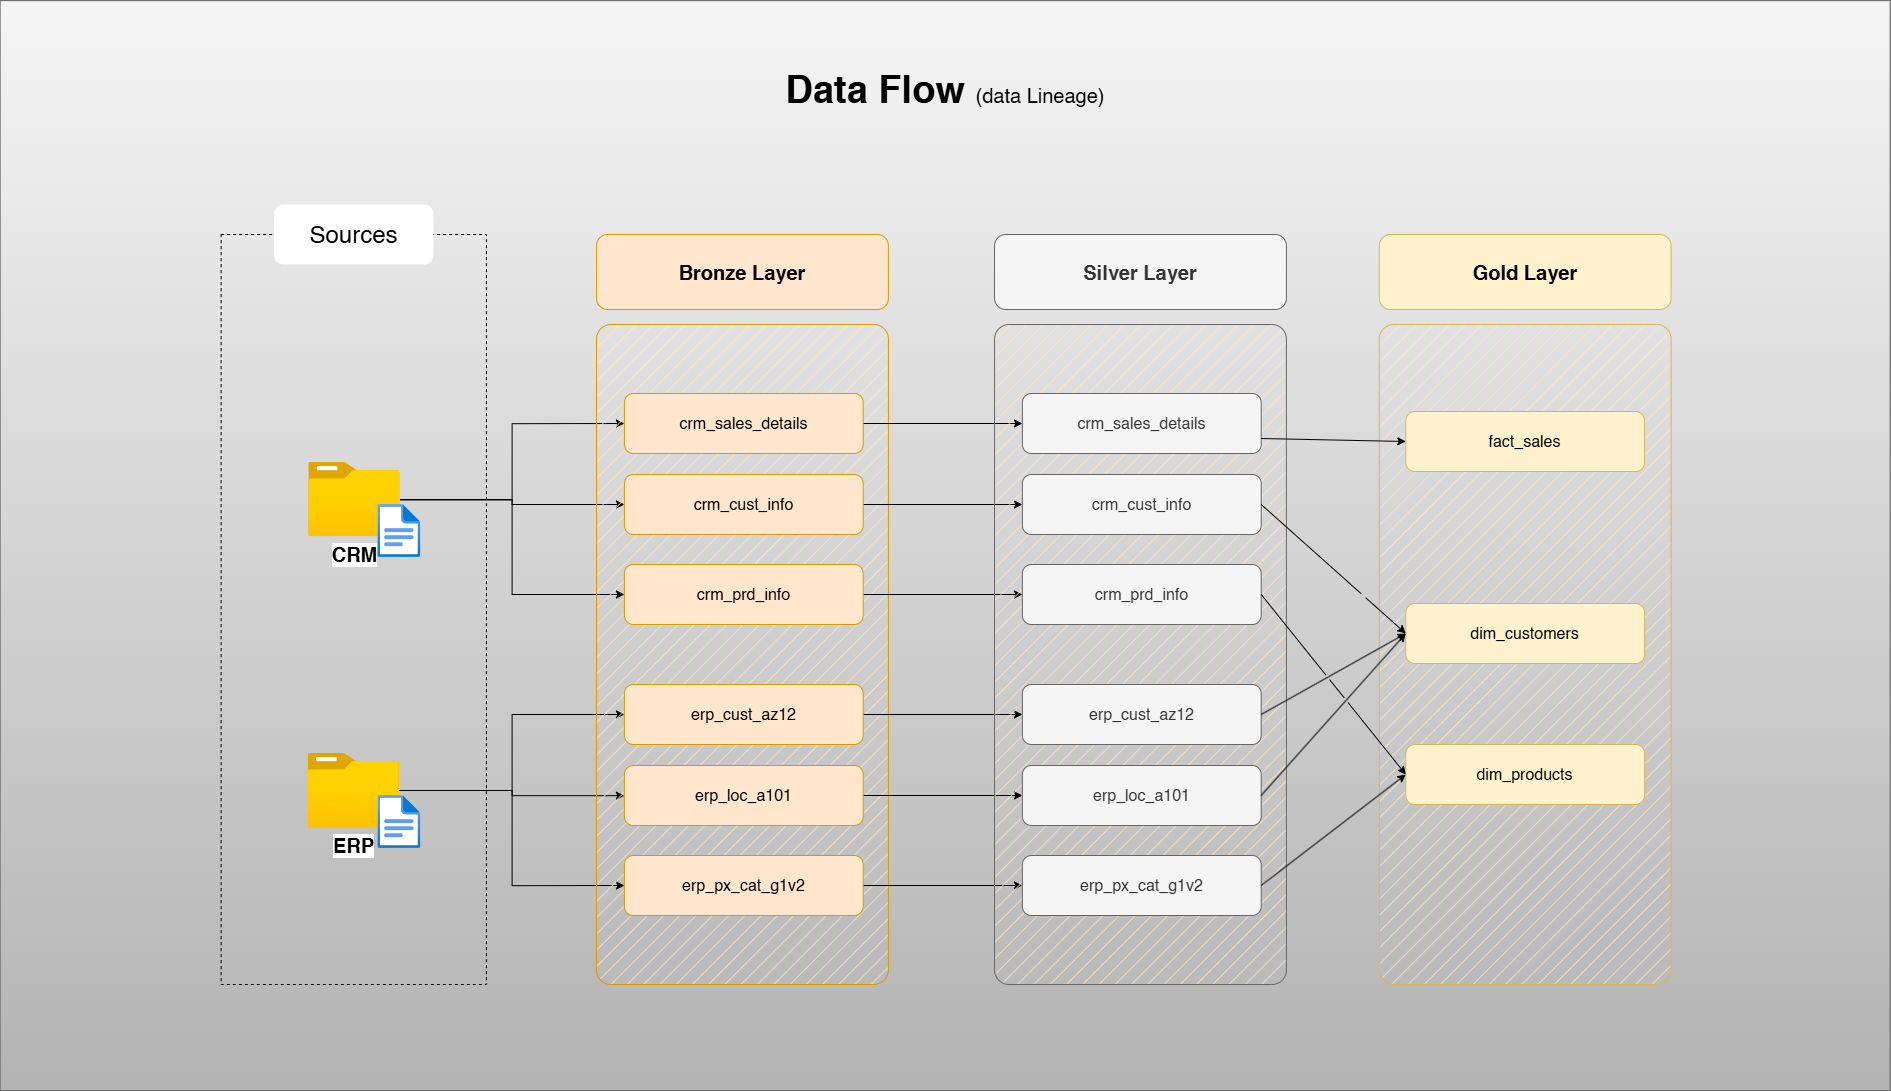 Data Flow (data Lineage)
Sources
CRM
ERP
Bronze Layer
crm_sales_details
crm_cust_info
crm_prd_info
erp_cust_az12
erp_loc_a101
erp_px_cat_g1v2
Silver Layer
crm_sales_details
crm_cust_info
crm_prd_info
erp_cust_az12
erp_loc_a101
erp_px_cat_g1v2
Gold Layer
fact_sales
dim_customers
dim_products